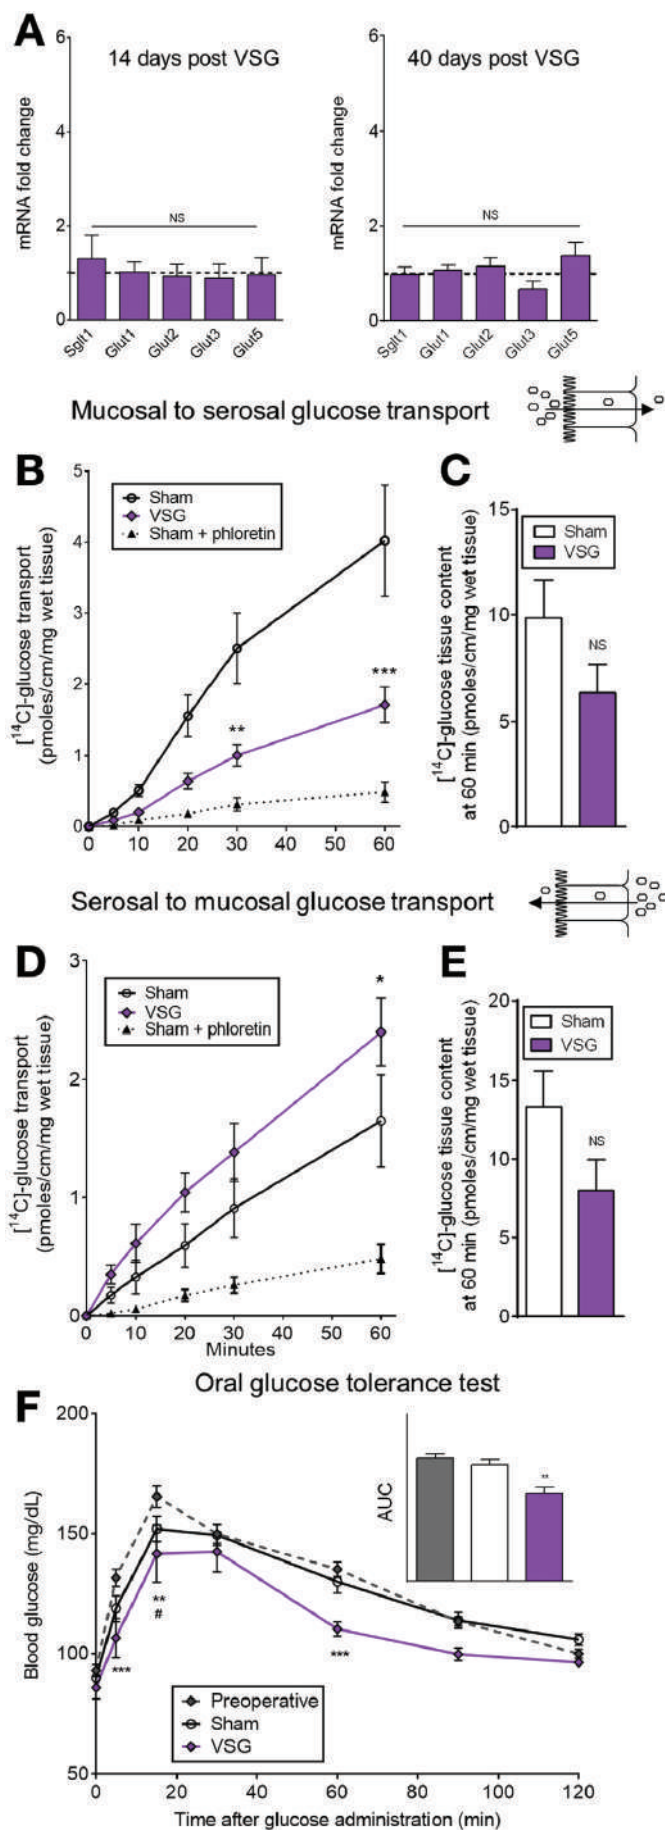 A
14 days post VSG
40 days post VSG
mRNA fold change
6
4
2
1
0
NS
Sglt1
Glut1
Glut2
Glut3
Glut5
mRNA fold change
6
4
2
1
0
NS
Sglt1
Glut1
Glut2
Glut3
Glut5
Mucosal to serosal glucose transport
B
[¹⁴C]-glucose transport
(pmoles/cm/mg wet tissue)
5
4
3
2
1
0
Sham
VSG
Sham + phloretin
**
***
0 10 20 30 40 50 60
C
[¹⁴C]-glucose tissue content
at 60 min (pmoles/cm/mg wet tissue)
15
10
5
0
Sham
VSG
NS
Serosal to mucosal glucose transport
D
[¹⁴C]-glucose transport
(pmoles/cm/mg wet tissue)
3
2
1
0
Sham
VSG
Sham + phloretin
*
0 10 20 30 40 50 60
Minutes
E
[¹⁴C]-glucose tissue content
at 60 min (pmoles/cm/mg wet tissue)
20
15
10
5
0
Sham
VSG
NS
Oral glucose tolerance test
F
Blood glucose (mg/dL)
200
150
100
50
AUC
**
***
**
#
***
Preoperative
Sham
VSG
0 20 40 60 80 100 120
Time after glucose administration (min)